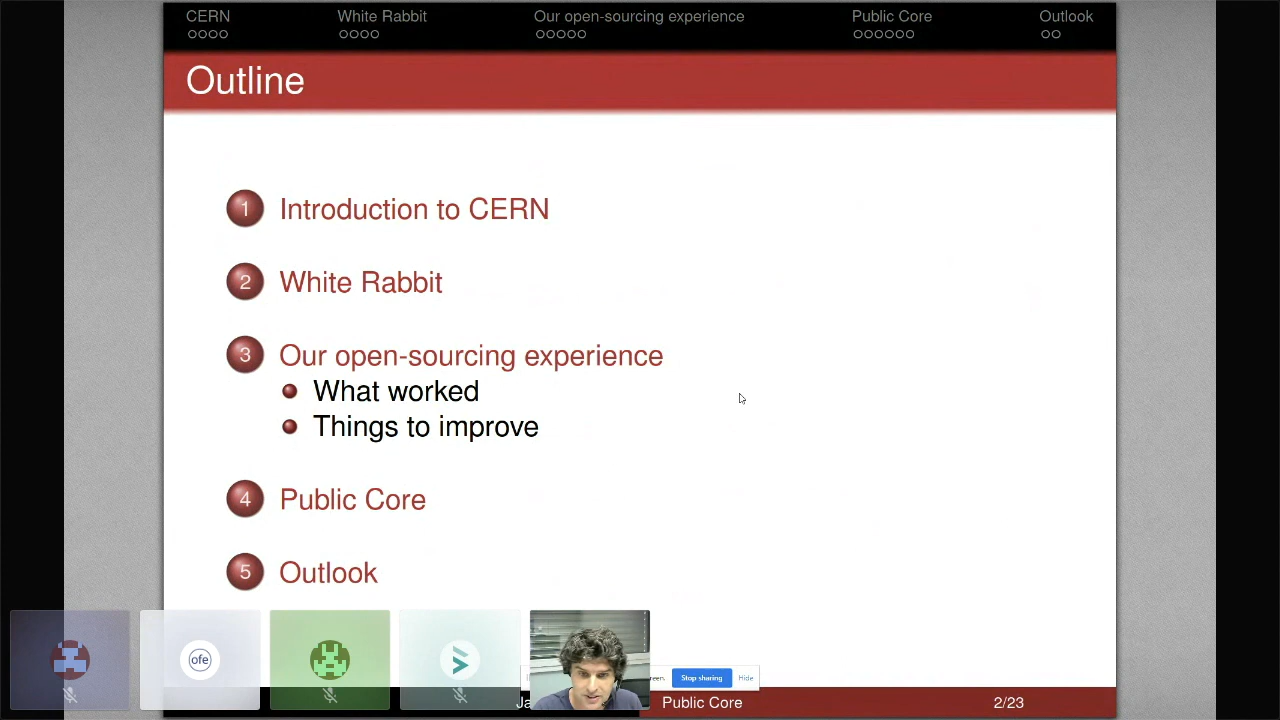 CERN White Rabbit Our open-sourcing experience Public Core Outlook
Outline
1 Introduction to CERN
2 White Rabbit
3 Our open-sourcing experience
What worked
Things to improve
4 Public Core
5 Outlook
ofe
Stop sharing Hide
Public Core 2/23